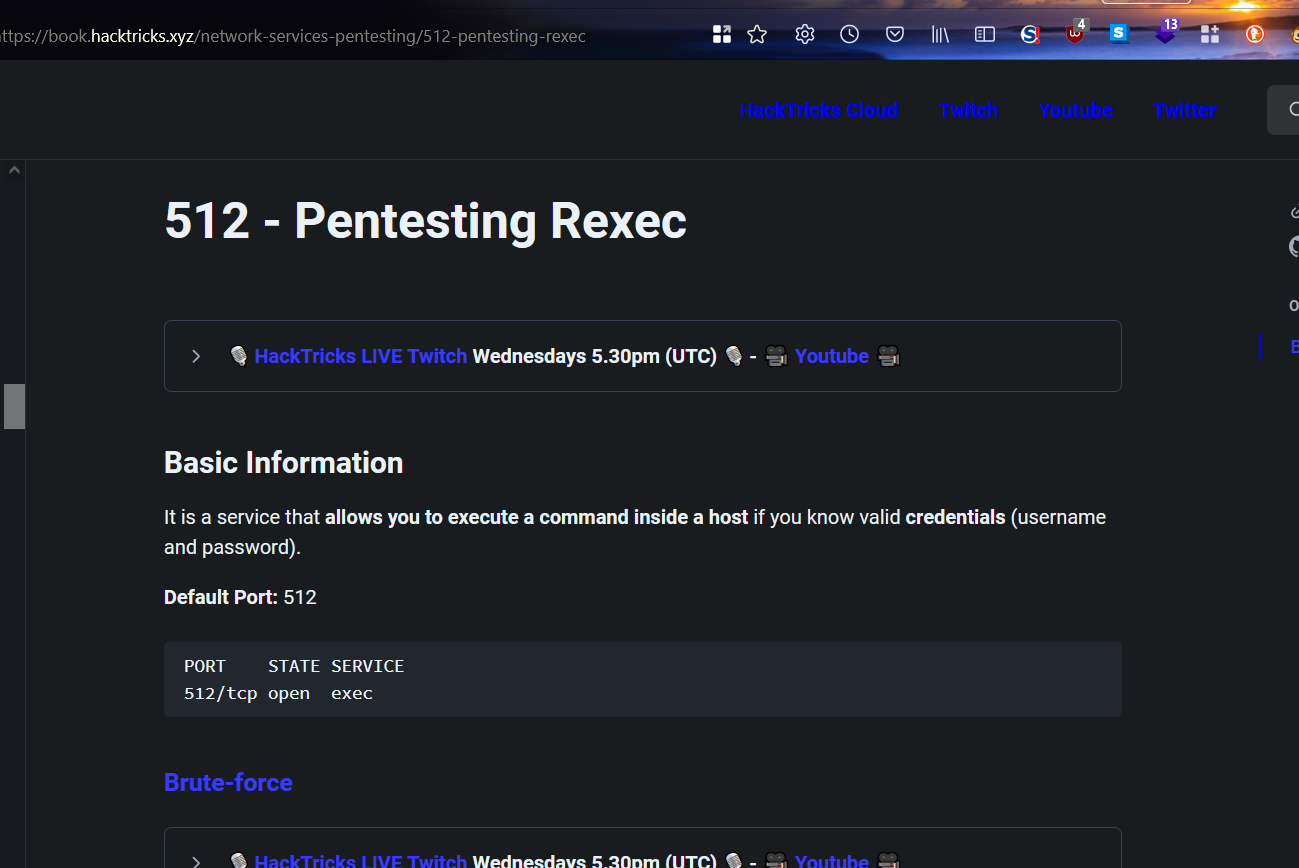 ttps://book.hacktricks.xyz/network-services-pentesting/512-pentesting-rexec
4
13
HackTricks Cloud
Twitch
Youtube
Twitter
512 - Pentesting Rexec
🎙️ HackTricks LIVE Twitch Wednesdays 5.30pm (UTC) 🎙️ - 🎥 Youtube 🎥
Basic Information
It is a service that allows you to execute a command inside a host if you know valid credentials (username
and password).
Default Port: 512
PORT    STATE SERVICE
512/tcp open  exec
Brute-force
🎙️ HackTricks LIVE Twitch Wednesdays 5.30pm (UTC) 🎙️ - 🎥 Youtube 🎥